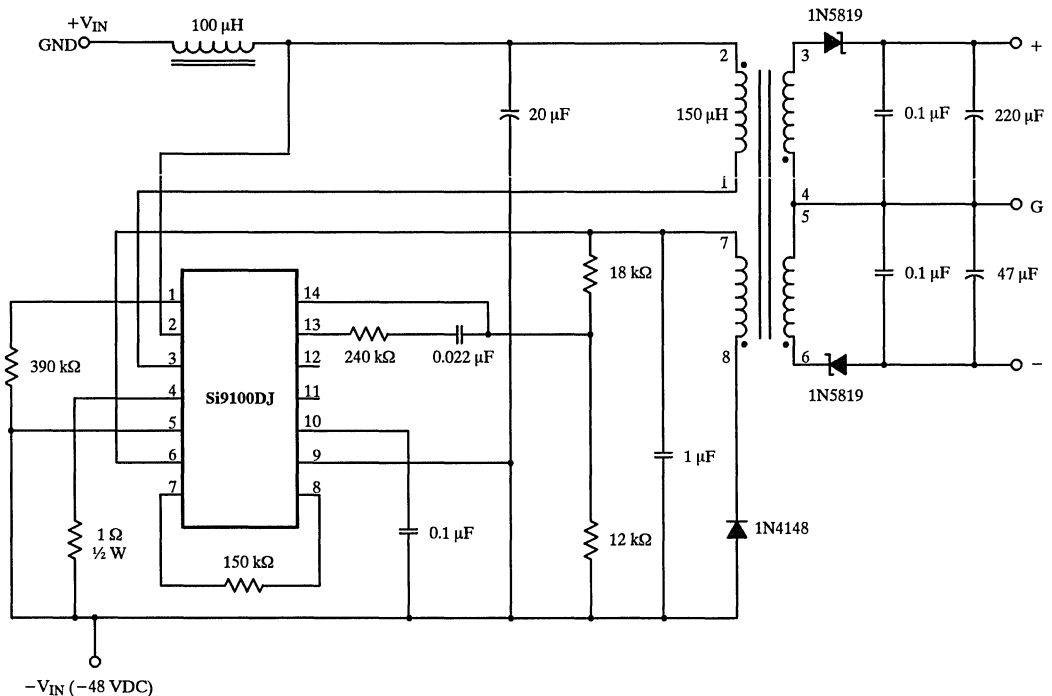 1N5819
+VIN
100 µH
GND
+
2
3
150 µH
20 µF
0.1 µF
220 µF
1
4
G
5
7
18 kΩ
0.1 µF
47 µF
1
14
2
13
240 kΩ
0.022 µF
3
12
8
6
−
390 kΩ
4
Si9100DJ
11
1N5819
5
10
6
9
1 µF
7
8
1 Ω
½ W
0.1 µF
12 kΩ
1N4148
150 kΩ
−VIN (−48 VDC)